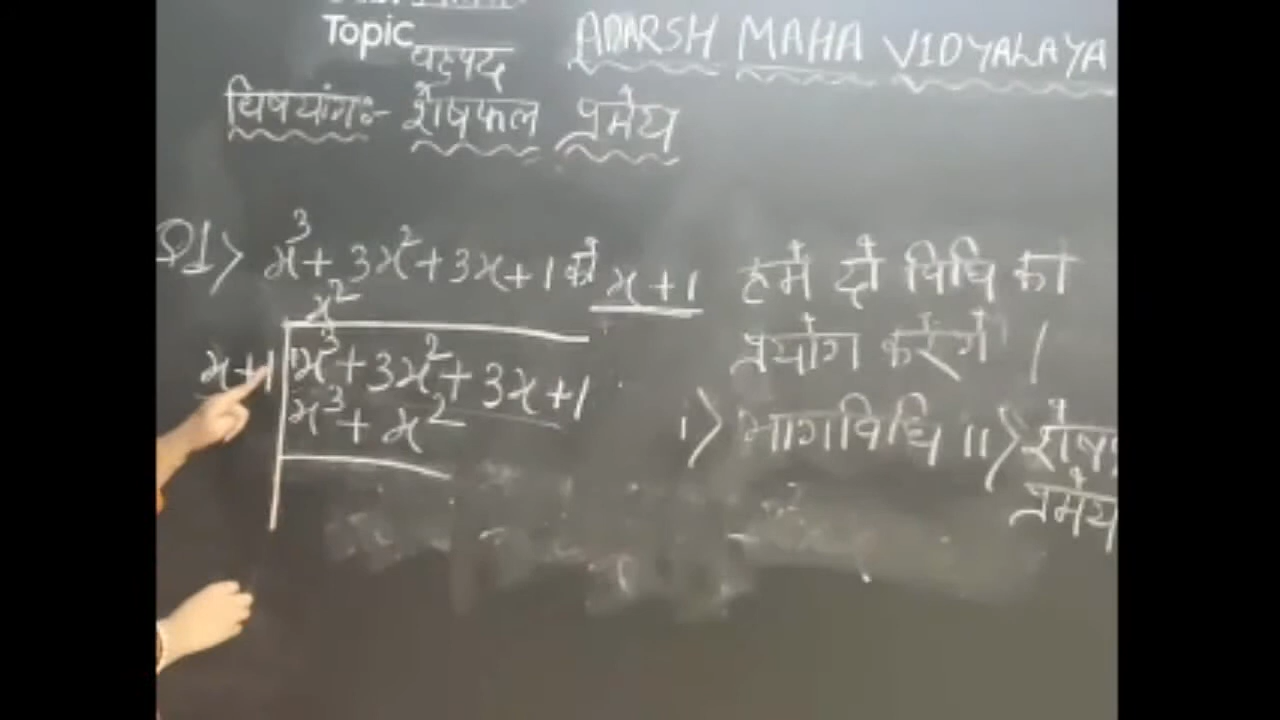 Topic
बहुपद
ADARSH MAHA VIDYALAYA
विषयांग:- शेषफल प्रमेय
Q1> x³ + 3x² + 3x + 1 को x + 1
हमे दो विधि का
प्रयोग करेगें ।
x²
x+1 x³ + 3x² + 3x + 1
x³ + x²
i> भागविधि ii> शेष
प्रमेय